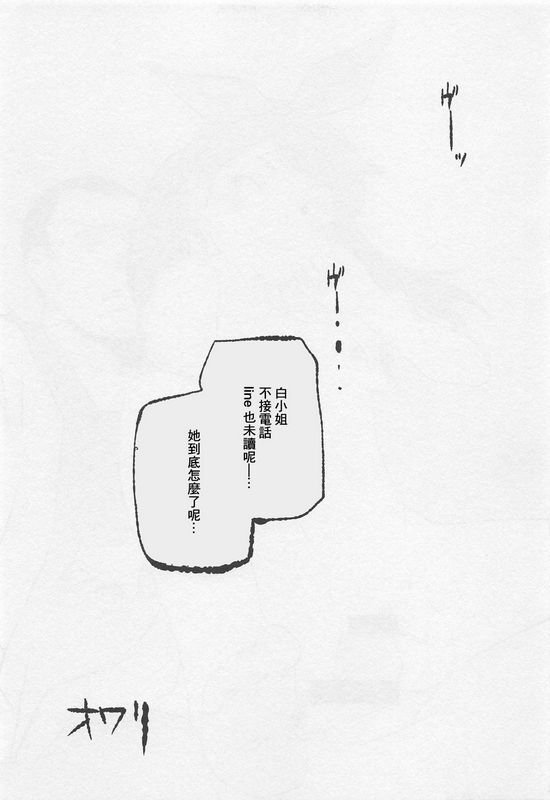 ヴーッ
ヴー・・・・
白小姐
不接電話
line 也未讀呢——…
她到底怎麼了呢…
オワリ